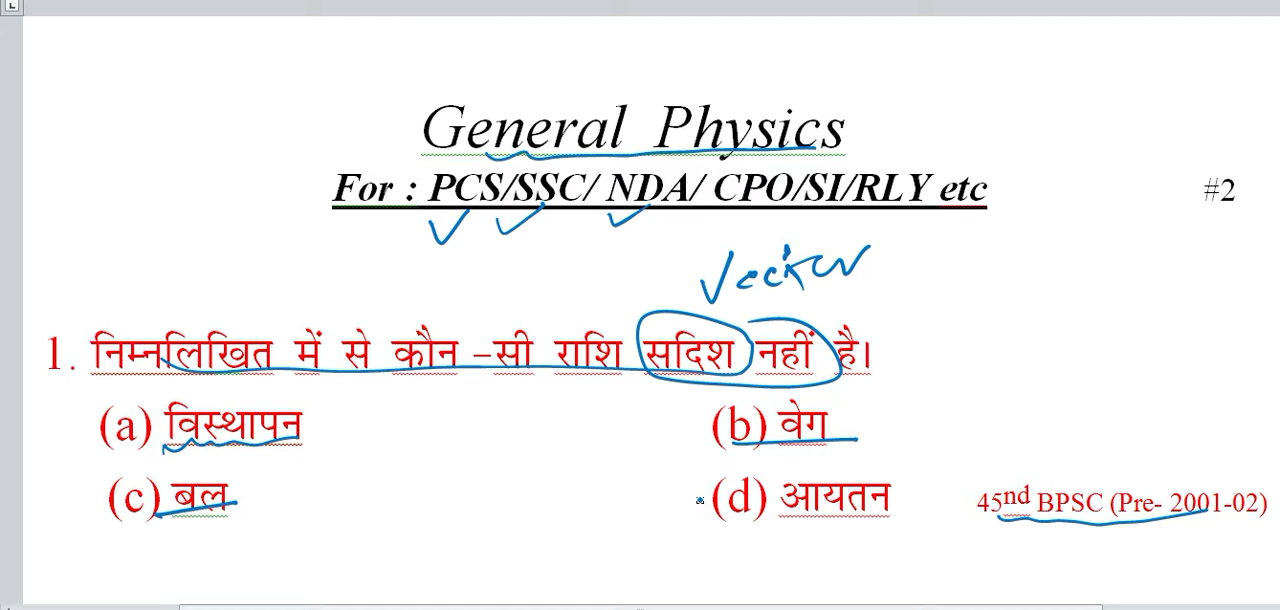 General Physics
For : PCS/SSC/ NDA/ CPO/SI/RLY etc #2
Vector
1. निम्नलिखित में से कौन –सी राशि सदिश नहीं है।
(a) विस्थापन (b) वेग
(c) बल (d) आयतन 45nd BPSC (Pre- 2001-02)